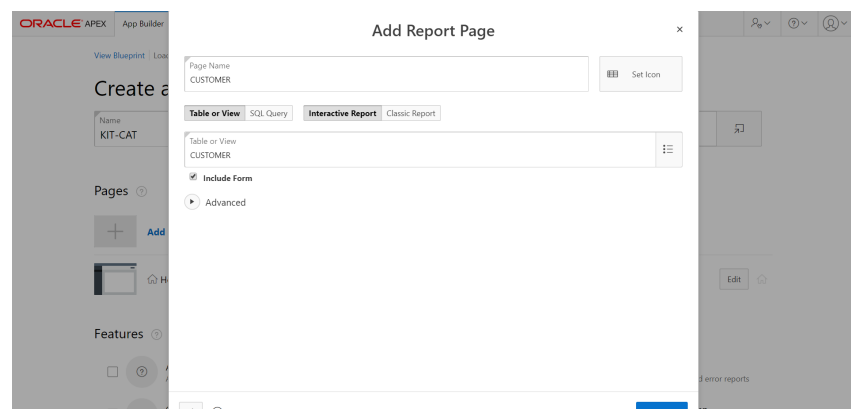 ORACLE APEX App Builder
Add Report Page
View Blueprint
Create a
Page Name
CUSTOMER
Set Icon
Name
KIT-CAT
Table or View SQL Query Interactive Report Classic Report
Table or View
CUSTOMER
Include Form
Pages
Advanced
Add
Edit
Features
d error reports